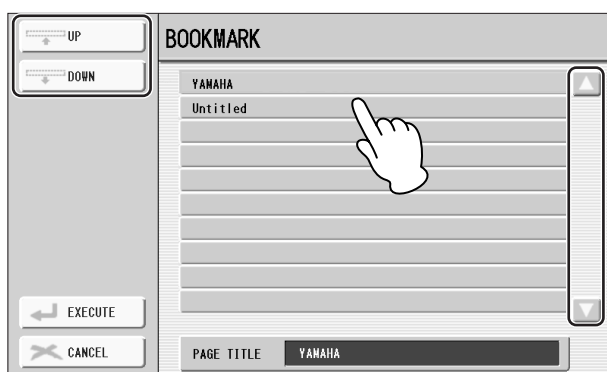 UP
DOWN
EXECUTE
CANCEL
BOOKMARK
YAMAHA
Untitled
PAGE TITLE YAMAHA